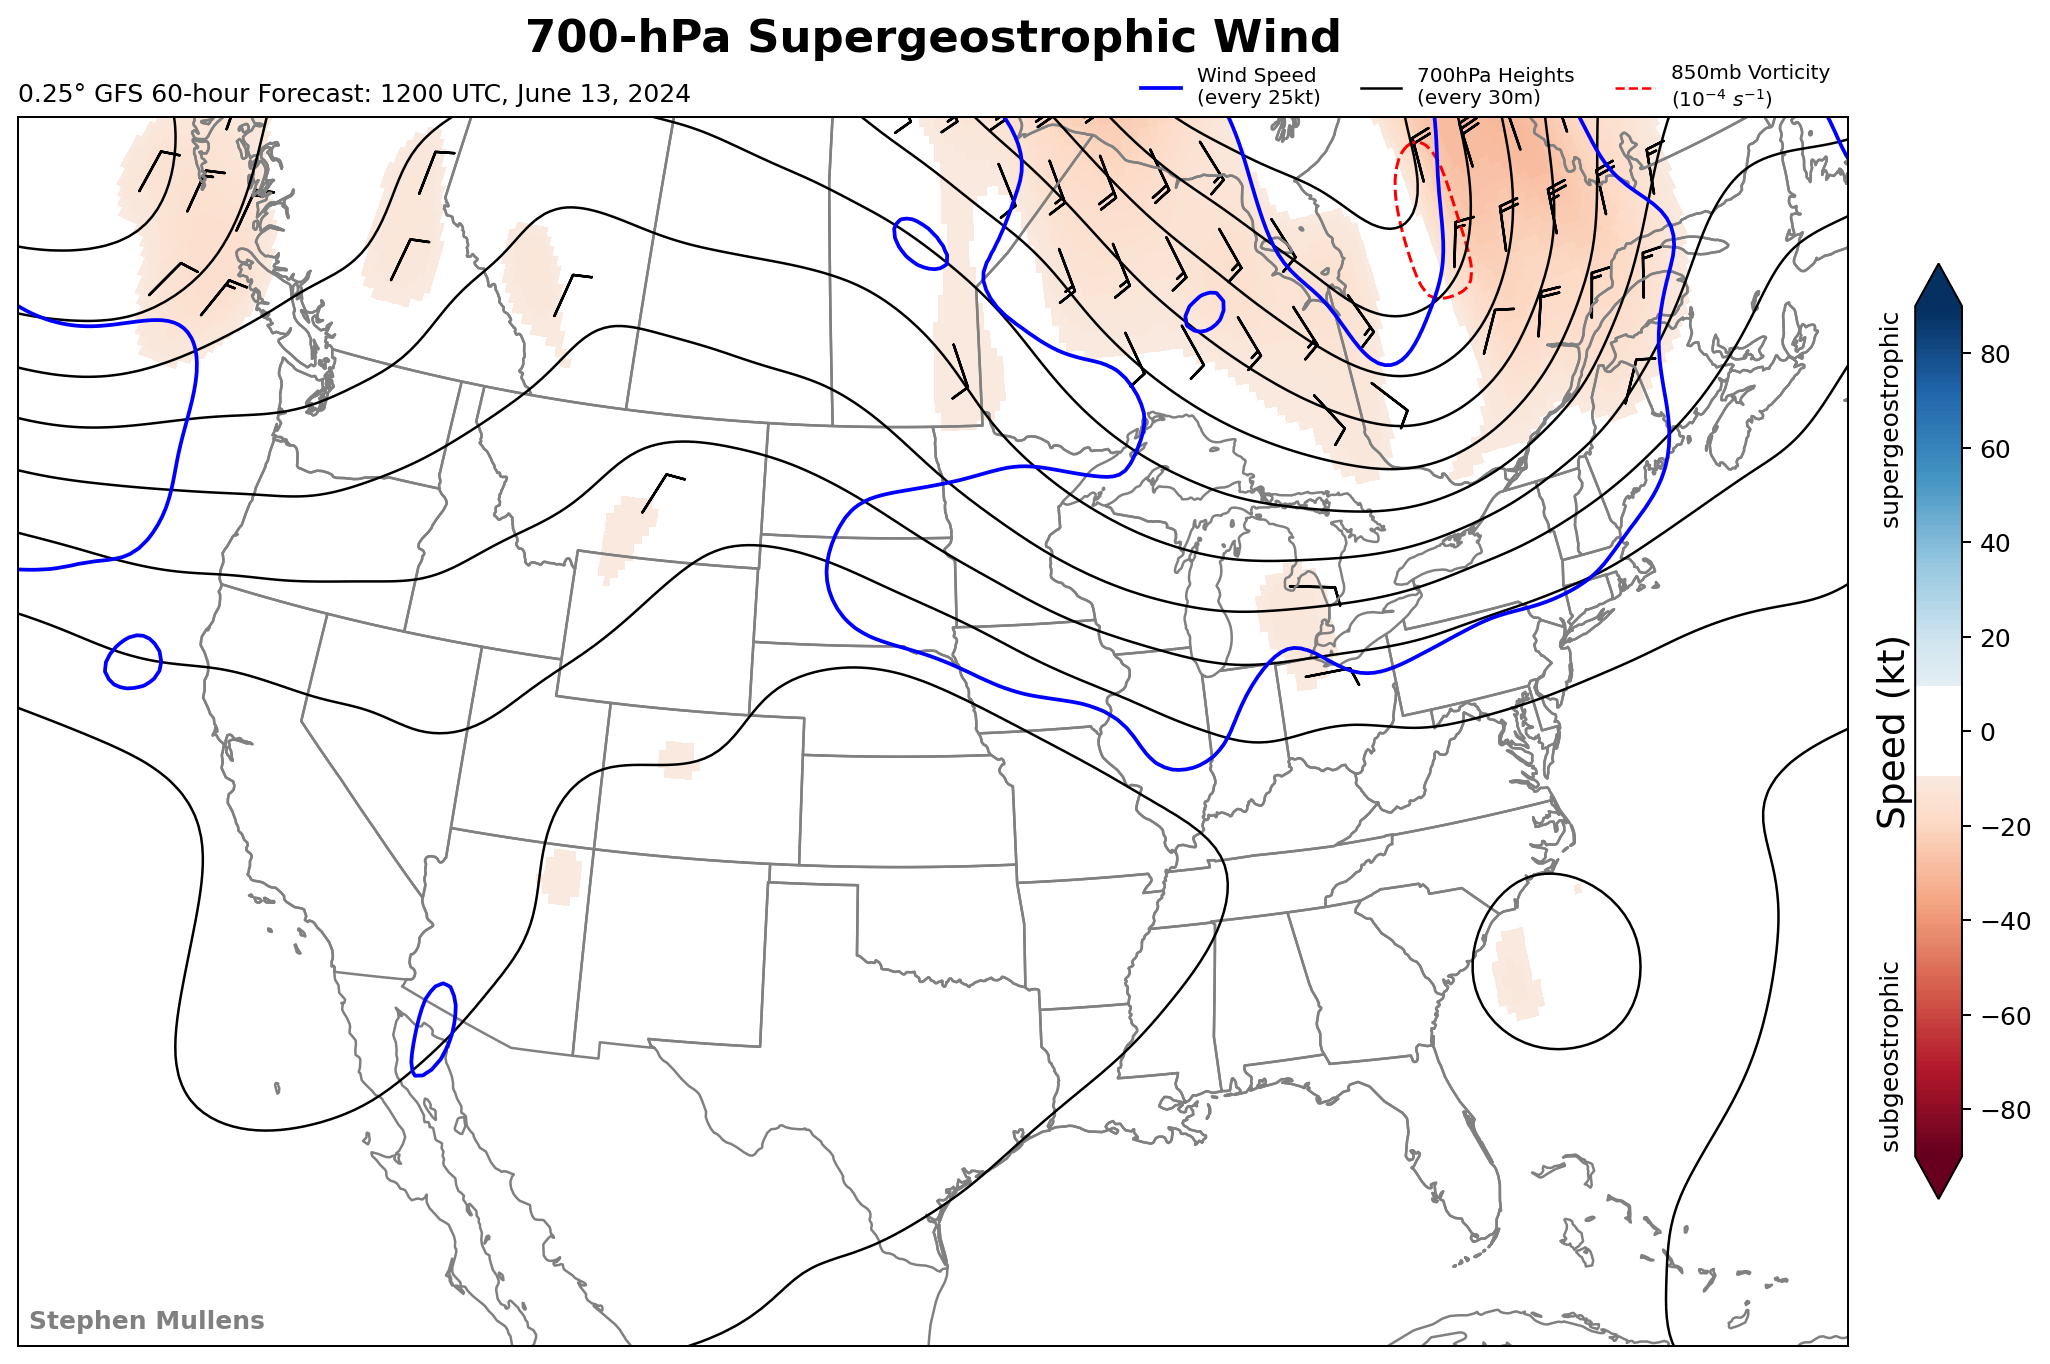 700-hPa Supergeostrophic Wind
0.25° GFS 60-hour Forecast: 1200 UTC, June 13, 2024
Wind Speed
(every 25kt)
700hPa Heights
(every 30m)
850mb Vorticity
(10⁻⁴ s⁻¹)
supergeostrophic
Speed (kt)
subgeostrophic
80
60
40
20
0
−20
−40
−60
−80
Stephen Mullens